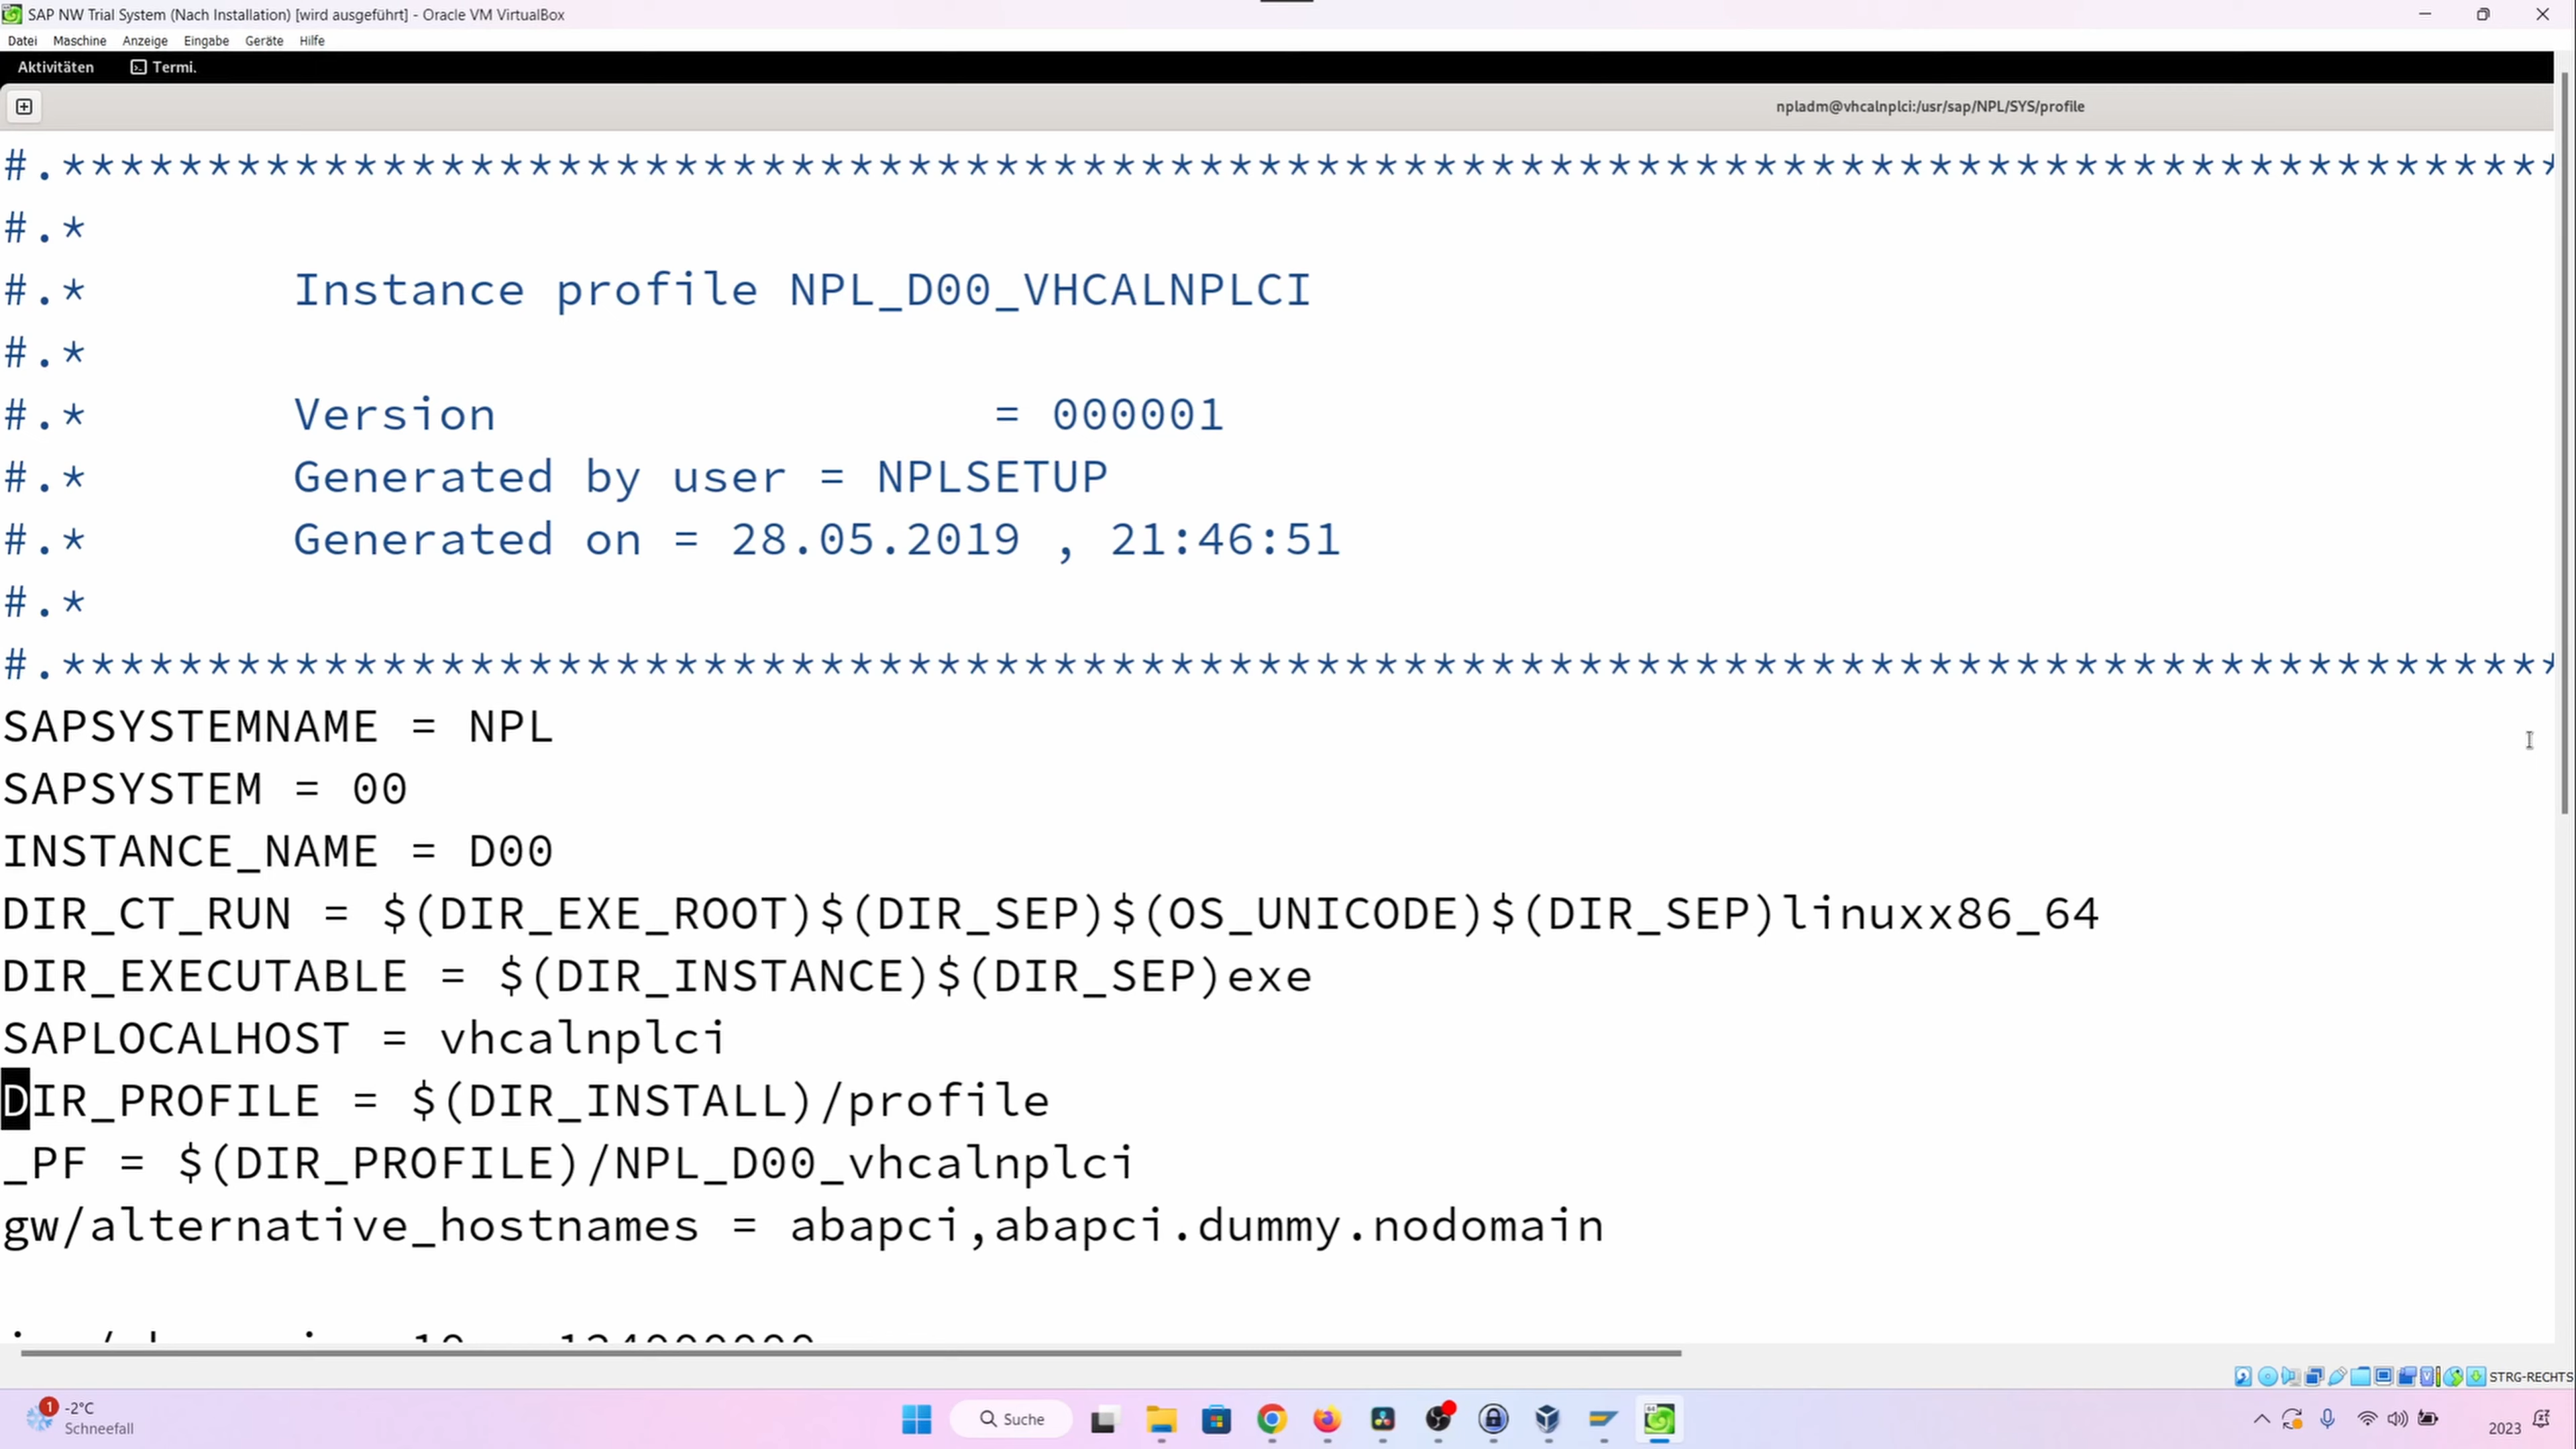 SAP NW Trial System (Nach Installation) [wird ausgeführt] - Oracle VM VirtualBox
Datei Maschine Anzeige Eingabe Geräte Hilfe
Aktivitäten Termi.
npladm@vhcalnplci:/usr/sap/NPL/SYS/profile
#.***************************************************************************************
#.*
#.* Instance profile NPL_D00_VHCALNPLCI
#.*
#.* Version = 000001
#.* Generated by user = NPLSETUP
#.* Generated on = 28.05.2019 , 21:46:51
#.*
#.***************************************************************************************
SAPSYSTEMNAME = NPL
SAPSYSTEM = 00
INSTANCE_NAME = D00
DIR_CT_RUN = $(DIR_EXE_ROOT)$(DIR_SEP)$(OS_UNICODE)$(DIR_SEP)linuxx86_64
DIR_EXECUTABLE = $(DIR_INSTANCE)$(DIR_SEP)exe
SAPLOCALHOST = vhcalnplci
DIR_PROFILE = $(DIR_INSTALL)/profile
_PF = $(DIR_PROFILE)/NPL_D00_vhcalnplci
gw/alternative_hostnames = abapci,abapci.dummy.nodomain
STRG-RECHTS
1
-2°C
Schneefall
Suche
64
2023